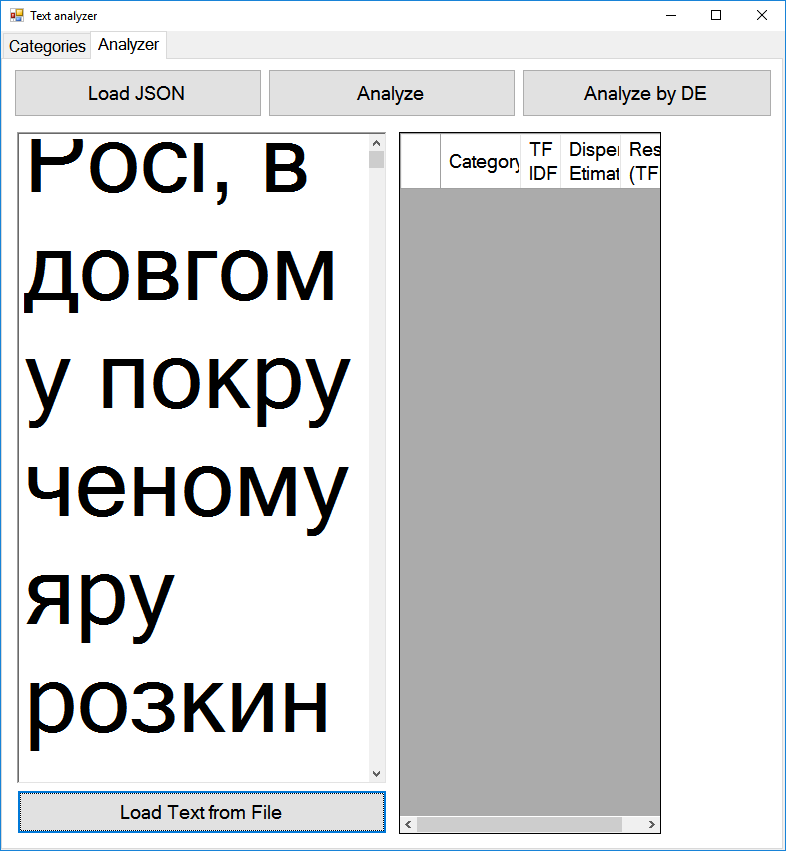 Text analyzer
Categories Analyzer
Load JSON Analyze Analyze by DE
Росі, в
довгом
у покру
ченому
яру
розкин
Category TF IDF Disper Etimat Res (TF
Load Text from File